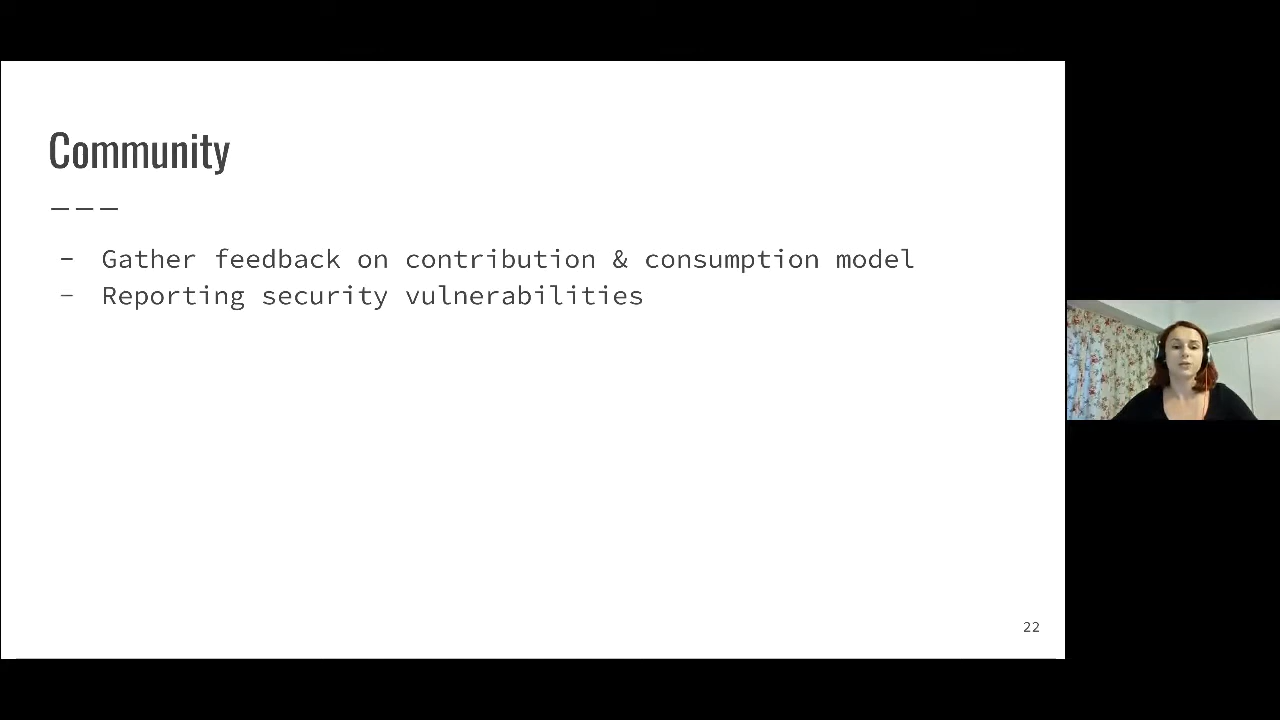 Community
———
- Gather feedback on contribution & consumption model
- Reporting security vulnerabilities
22